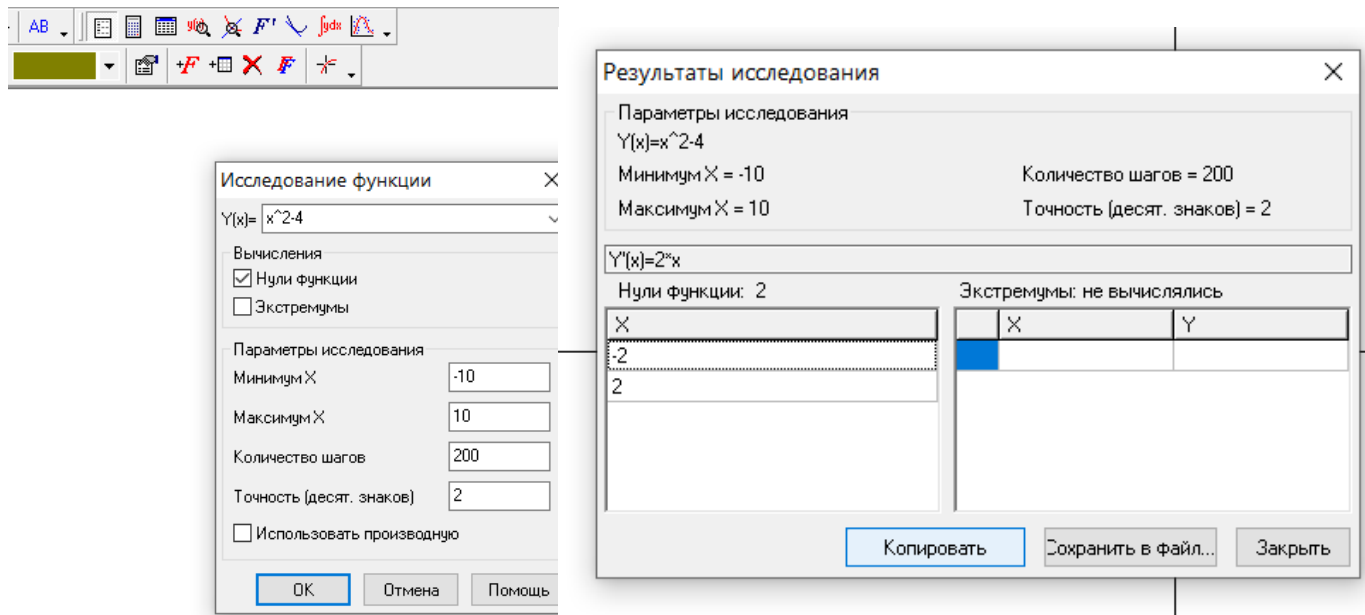 AB
y(x)
F'
∫ydx
+F
F
Исследование функции
Y(x)= x^2-4
Вычисления
Нули функции
Экстремумы
Параметры исследования
Минимум X -10
Максимум X 10
Количество шагов 200
Точность (десят. знаков) 2
Использовать производную
OK Отмена Помощь
Результаты исследования
Параметры исследования
Y(x)=x^2-4
Минимум X = -10 Количество шагов = 200
Максимум X = 10 Точность (десят. знаков) = 2
Y'(x)=2*x
Нули функции: 2 Экстремумы: не вычислялись
X X Y
-2
2
Копировать Сохранить в файл... Закрыть